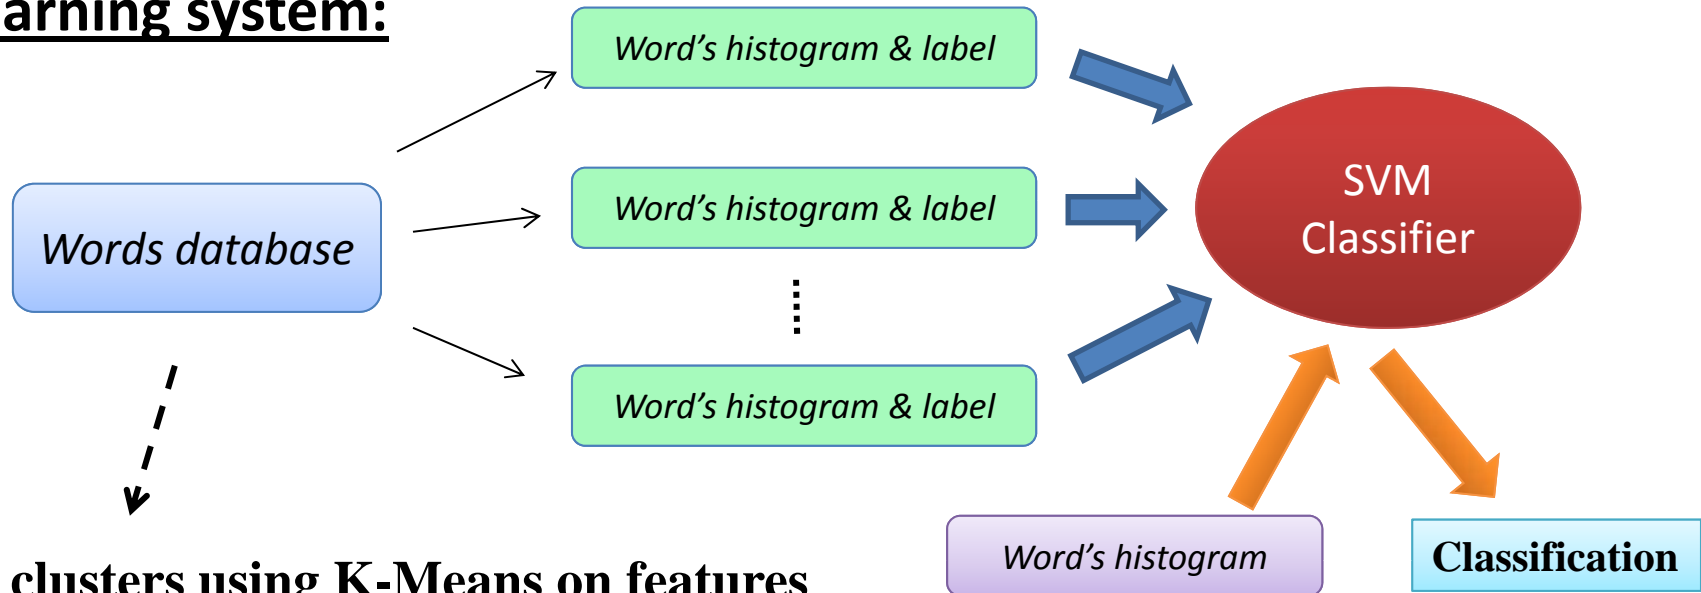 arning system:
Word's histogram & label
Word's histogram & label
Words database
Word's histogram & label
SVM
Classifier
Word's histogram
Classification
clusters using K-Means on features